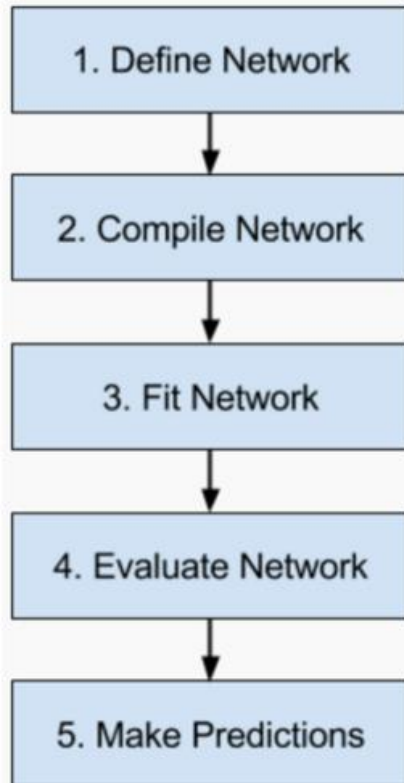 1. Define Network
2. Compile Network
3. Fit Network
4. Evaluate Network
5. Make Predictions